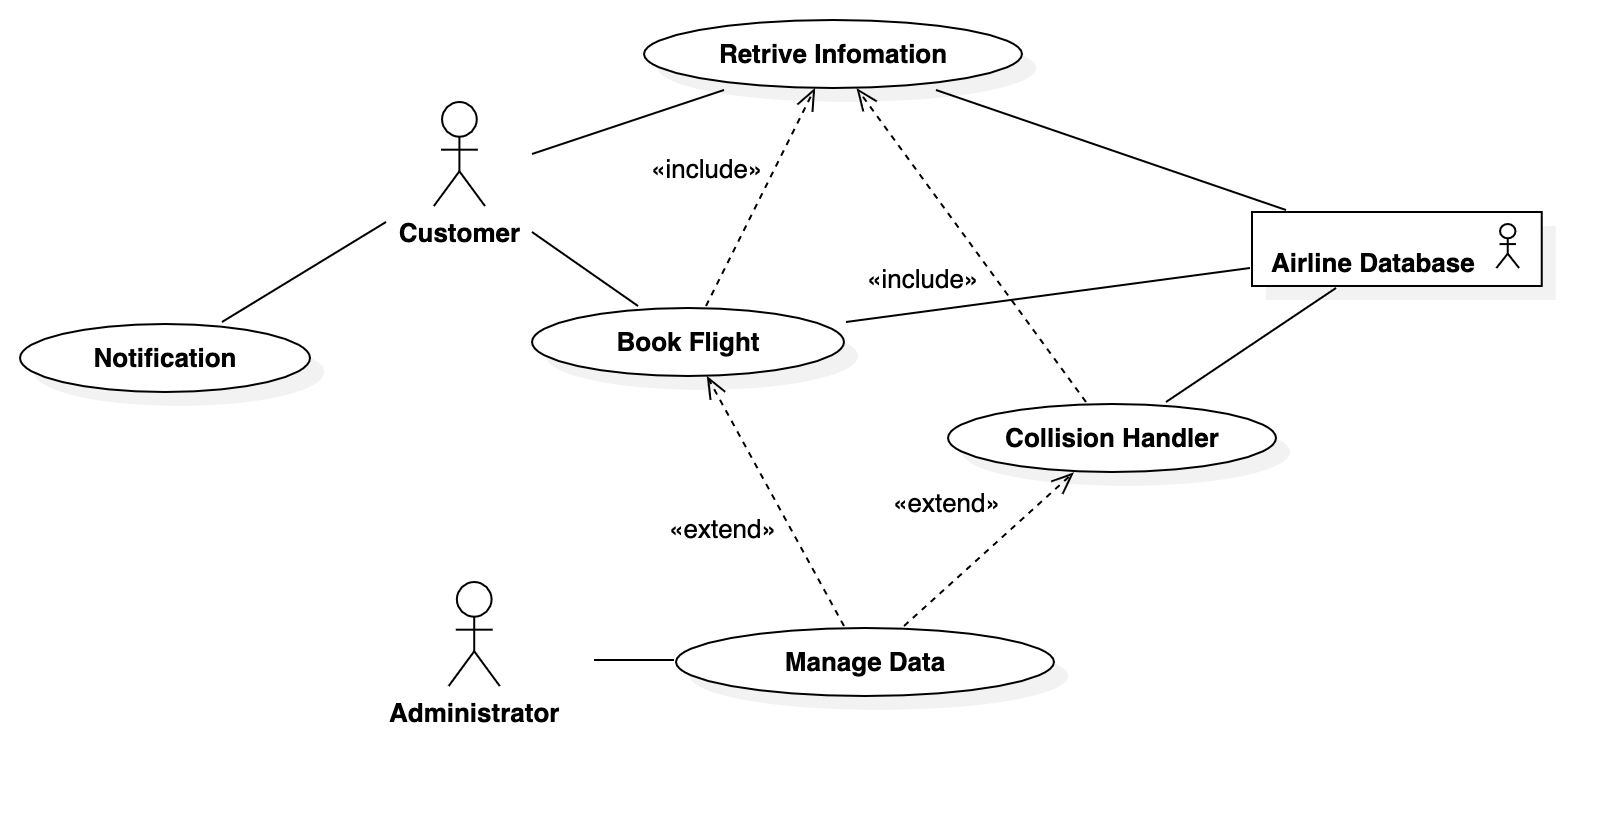 Retrive Infomation
«include»
Customer
Airline Database
«include»
Book Flight
Notification
Collision Handler
«extend»
«extend»
Manage Data
Administrator